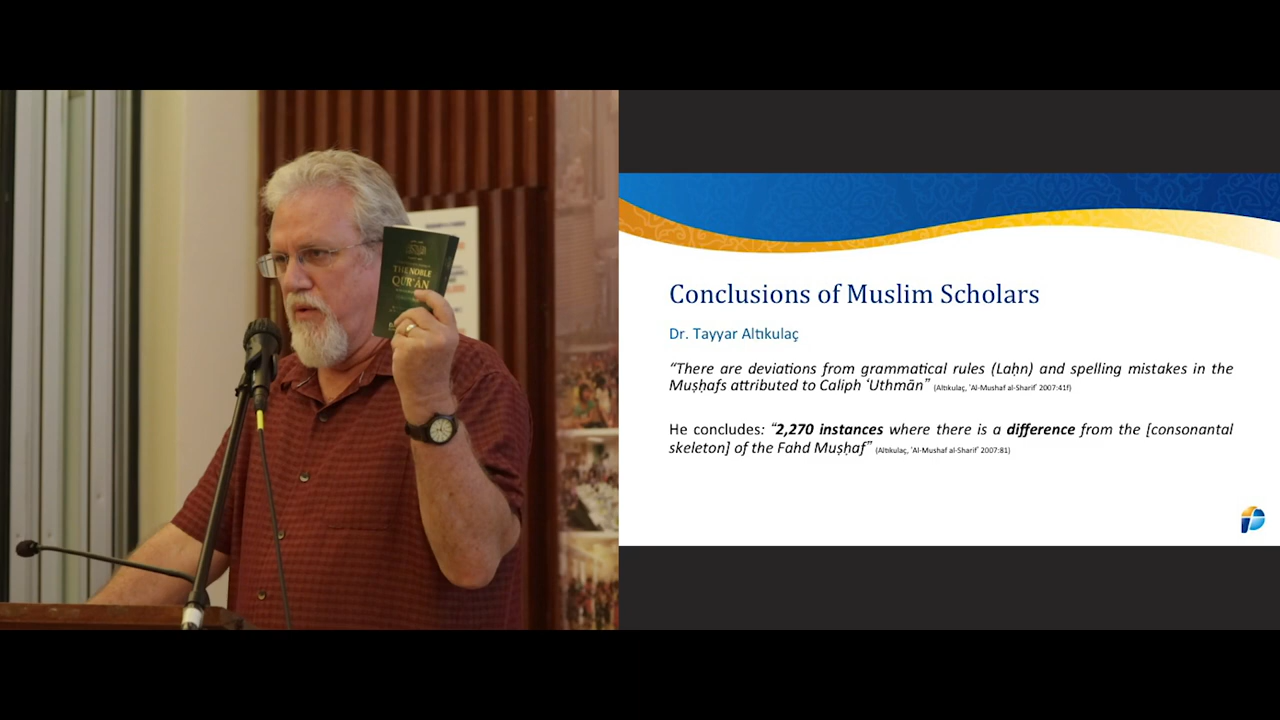 THE NOBLE
QUR'ĀN
Conclusions of Muslim Scholars
Dr. Tayyar Altıkulaç
“There are deviations from grammatical rules (Laḥn) and spelling mistakes in the
Muṣḥafs attributed to Caliph ‘Uthmān” (Altıkulaç, ‘Al-Mushaf al-Sharif’ 2007:41f)
He concludes: “2,270 instances where there is a difference from the [consonantal
skeleton] of the Fahd Muṣḥaf” (Altıkulaç, ‘Al-Mushaf al-Sharif’ 2007:81)